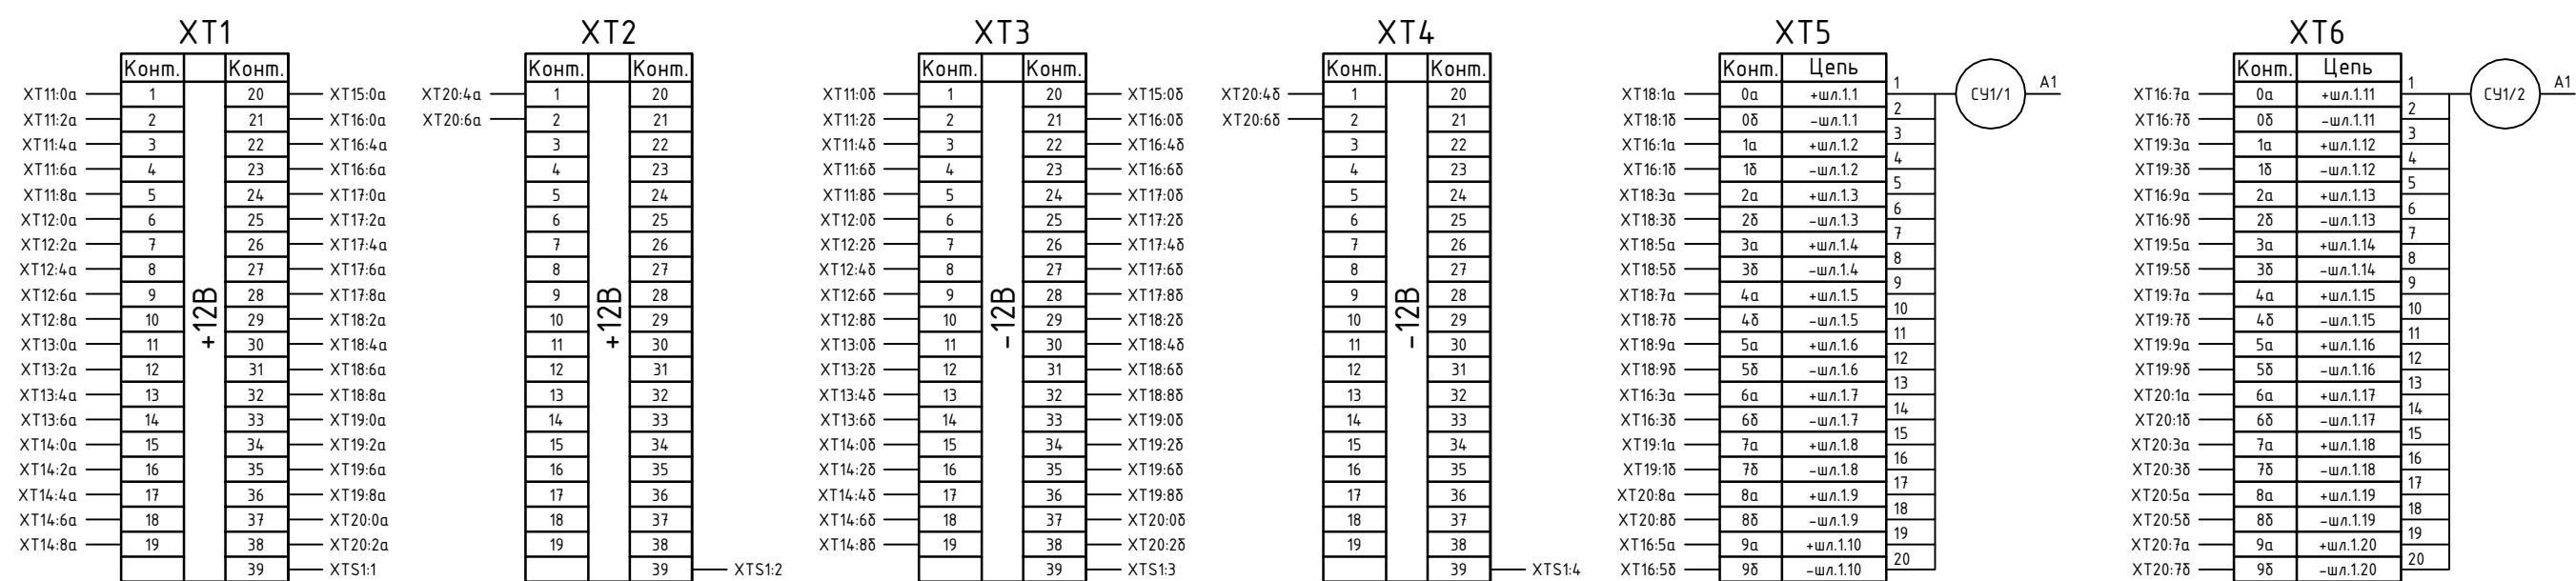 XT1 XT2 XT3 XT4 XT5 XT6
Конт. Конт. Конт. Конт. Конт. Конт. Конт. Конт. Конт. Цепь Конт. Цепь
XT11:0а 1 20 XT15:0а XT20:4а 1 20 XT11:0б 1 20 XT15:0б XT20:4б 1 20 XT18:1а 0а +шл.1.1 1 СУ1/1 А1 XT16:7а 0а +шл.1.11 1 СУ1/2 А1
XT11:2а 2 21 XT16:0а XT20:6а 2 21 XT11:2б 2 21 XT16:0б XT20:6б 2 21 XT18:1б 0б -шл.1.1 2 XT16:7б 0б -шл.1.11 2
XT11:4а 3 22 XT16:4а 3 22 XT11:4б 3 22 XT16:4б 3 22 XT16:1а 1а +шл.1.2 3 XT19:3а 1а +шл.1.12 3
XT11:6а 4 23 XT16:6а 4 23 XT11:6б 4 23 XT16:6б 4 23 XT16:1б 1б -шл.1.2 4 XT19:3б 1б -шл.1.12 4
XT11:8а 5 24 XT17:0а 5 24 XT11:8б 5 24 XT17:0б 5 24 XT18:3а 2а +шл.1.3 5 XT16:9а 2а +шл.1.13 5
XT12:0а 6 25 XT17:2а 6 25 XT12:0б 6 25 XT17:2б 6 25 XT18:3б 2б -шл.1.3 6 XT16:9б 2б -шл.1.13 6
XT12:2а 7 26 XT17:4а 7 26 XT12:2б 7 26 XT17:4б 7 26 XT18:5а 3а +шл.1.4 7 XT19:5а 3а +шл.1.14 7
XT12:4а 8 27 XT17:6а 8 27 XT12:4б 8 27 XT17:6б 8 27 XT18:5б 3б -шл.1.4 8 XT19:5б 3б -шл.1.14 8
XT12:6а 9 28 XT17:8а 9 28 XT12:6б 9 28 XT17:8б 9 28 XT18:7а 4а +шл.1.5 9 XT19:7а 4а +шл.1.15 9
+12В +12В -12В -12В
XT12:8а 10 29 XT18:2а 10 29 XT12:8б 10 29 XT18:2б 10 29 XT18:7б 4б -шл.1.5 10 XT19:7б 4б -шл.1.15 10
XT13:0а 11 30 XT18:4а 11 30 XT13:0б 11 30 XT18:4б 11 30 XT18:9а 5а +шл.1.6 11 XT19:9а 5а +шл.1.16 11
XT13:2а 12 31 XT18:6а 12 31 XT13:2б 12 31 XT18:6б 12 31 XT18:9б 5б -шл.1.6 12 XT19:9б 5б -шл.1.16 12
XT13:4а 13 32 XT18:8а 13 32 XT13:4б 13 32 XT18:8б 13 32 XT16:3а 6а +шл.1.7 13 XT20:1а 6а +шл.1.17 13
XT13:6а 14 33 XT19:0а 14 33 XT13:6б 14 33 XT19:0б 14 33 XT16:3б 6б -шл.1.7 14 XT20:1б 6б -шл.1.17 14
XT14:0а 15 34 XT19:2а 15 34 XT14:0б 15 34 XT19:2б 15 34 XT19:1а 7а +шл.1.8 15 XT20:3а 7а +шл.1.18 15
XT14:2а 16 35 XT19:6а 16 35 XT14:2б 16 35 XT19:6б 16 35 XT19:1б 7б -шл.1.8 16 XT20:3б 7б -шл.1.18 16
XT14:4а 17 36 XT19:8а 17 36 XT14:4б 17 36 XT19:8б 17 36 XT20:8а 8а +шл.1.9 17 XT20:5а 8а +шл.1.19 17
XT14:6а 18 37 XT20:0а 18 37 XT14:6б 18 37 XT20:0б 18 37 XT20:8б 8б -шл.1.9 18 XT20:5б 8б -шл.1.19 18
XT14:8а 19 38 XT20:2а 19 38 XT14:8б 19 38 XT20:2б 19 38 XT16:5а 9а +шл.1.10 19 XT20:7а 9а +шл.1.20 19
39 XTS1:1 39 XTS1:2 39 XTS1:3 39 XTS1:4 XT16:5б 9б -шл.1.10 20 XT20:7б 9б -шл.1.20 20